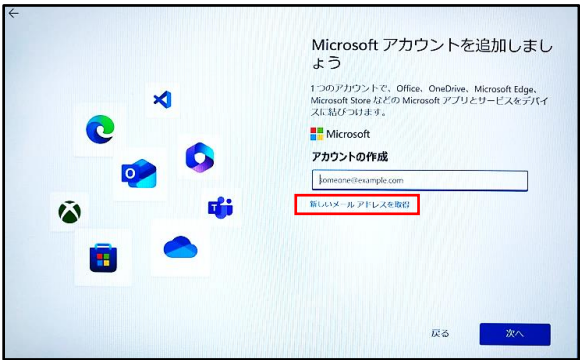 Microsoft アカウントを追加しまし
ょう
1 つのアカウントで、Office、OneDrive、Microsoft Edge、
Microsoft Store などの Microsoft アプリとサービスをデバイ
スに結びつけます。
Microsoft
アカウントの作成
someone@example.com
新しいメール アドレスを取得
戻る
次へ